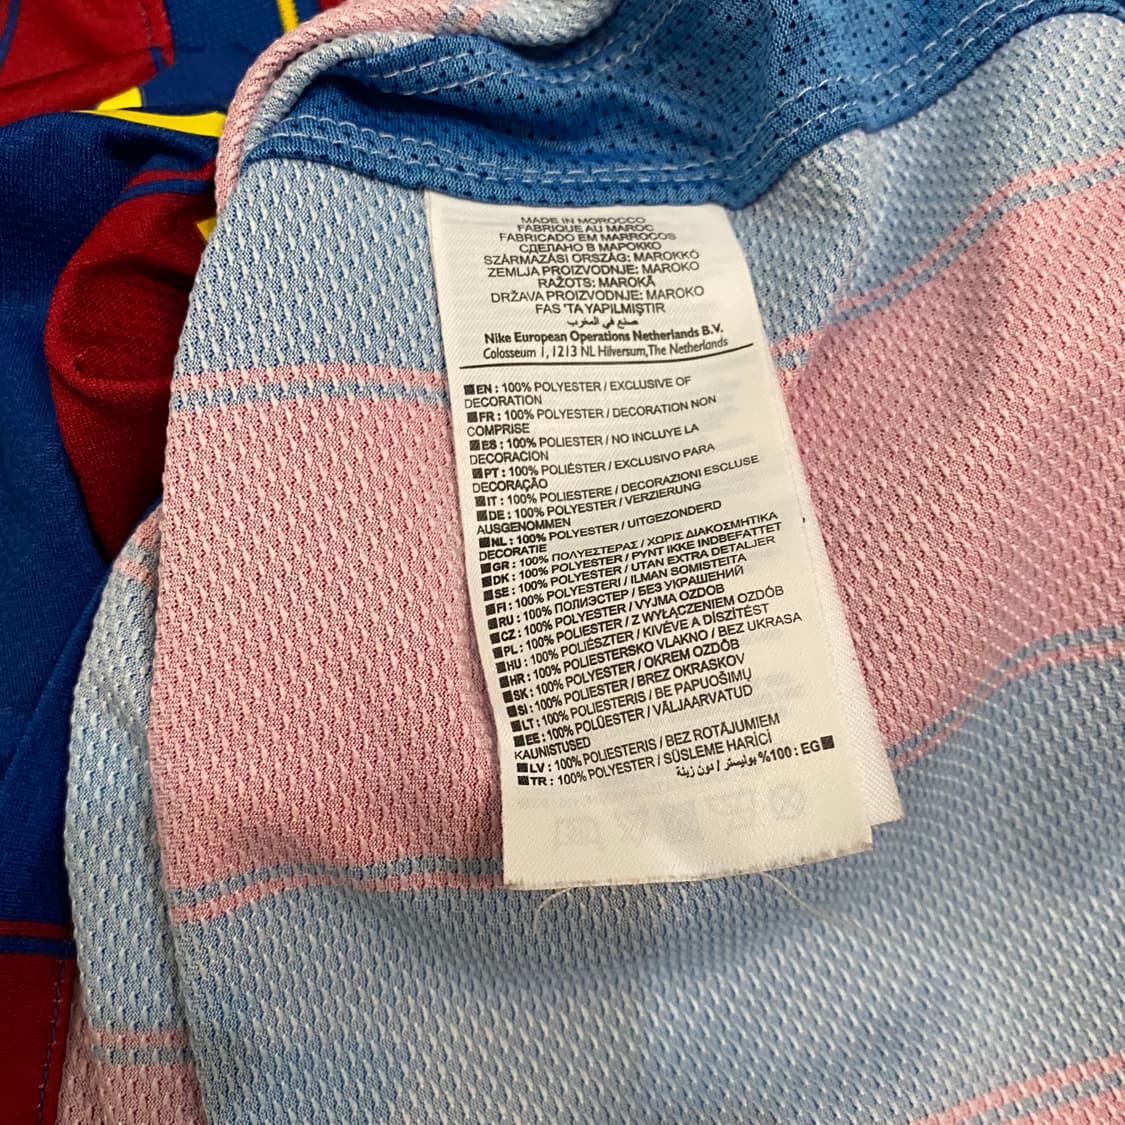 MADE IN MOROCCO
FABRIQUE AU MAROC
FABRICADO EM MARROCOS
СДЕЛАНО В МАРОККО
SZÁRMAZÁSI ORSZÁG: MAROKKÓ
ZEMLJA PROIZVODNJE: MAROKO
RAŽOTS: MAROKĀ
DRŽAVA PROIZVODNJE: MAROKO
FAS 'TA YAPILMIŞTIR
صنع في المغرب
Nike European Operations Netherlands B.V.
Colosseum 1, 1213 NL Hilversum, The Netherlands
EN : 100% POLYESTER / EXCLUSIVE OF
DECORATION
FR : 100% POLYESTER / DECORATION NON
COMPRISE
ES : 100% POLIESTER / NO INCLUYE LA
DECORACION
PT : 100% POLIÉSTER / EXCLUSIVO PARA
DECORAÇÃO
IT : 100% POLIESTERE / DECORAZIONI ESCLUSE
DE : 100% POLYESTER / VERZIERUNG
AUSGENOMMEN
NL : 100% POLYESTER / UITGEZONDERD
DECORATIE
GR : 100% ΠΟΛΥΕΣΤΕΡΑΣ / ΧΩΡΙΣ ΔΙΑΚΟΣΜΗΤΙΚΑ
DK : 100% POLYESTER / PYNT IKKE INDBEFATTET
SE : 100% POLYESTER / UTAN EXTRA DETALJER
FI : 100% POLYESTERI / ILMAN SOMISTEITA
RU : 100% ПОЛИЭСТЕР / БЕЗ УКРАШЕНИЙ
CZ : 100% POLYESTER / VYJMA OZDOB
PL : 100% POLIESTER / Z WYŁĄCZENIEM OZDÓB
HU : 100% POLIÉSZTER / KIVÉVE A DÍSZÍTÉST
HR : 100% POLIESTERSKO VLAKNO / BEZ UKRASA
SK : 100% POLYESTER / OKREM OZDÔB
SI : 100% POLIESTER / BREZ OKRASKOV
LT : 100% POLIESTERIS / BE PAPUOŠIMŲ
EE : 100% POLÜESTER / VÄLJAARVATUD
KAUNISTUSED
LV : 100% POLIESTERIS / BEZ ROTĀJUMIEM
TR : 100% POLYESTER / SÜSLEME HARİCİ
EG : 100% بوليستر / دون زينة